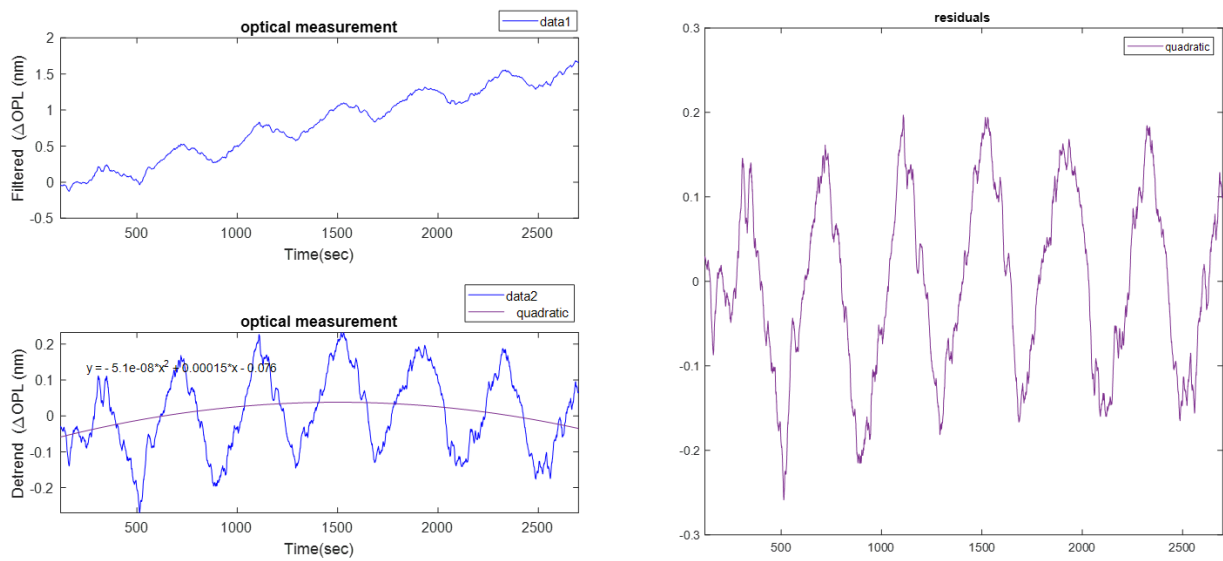 optical measurement
data1
Filtered (△OPL (nm)
2
1.5
1
0.5
0
-0.5
500
1000
1500
2000
2500
Time(sec)
data2
quadratic
optical measurement
y = - 5.1e-08*x² + 0.00015*x - 0.076
Detrend (△OPL (nm)
0.2
0.1
0
-0.1
-0.2
500
1000
1500
2000
2500
Time(sec)
residuals
quadratic
0.3
0.2
0.1
0
-0.1
-0.2
-0.3
500
1000
1500
2000
2500